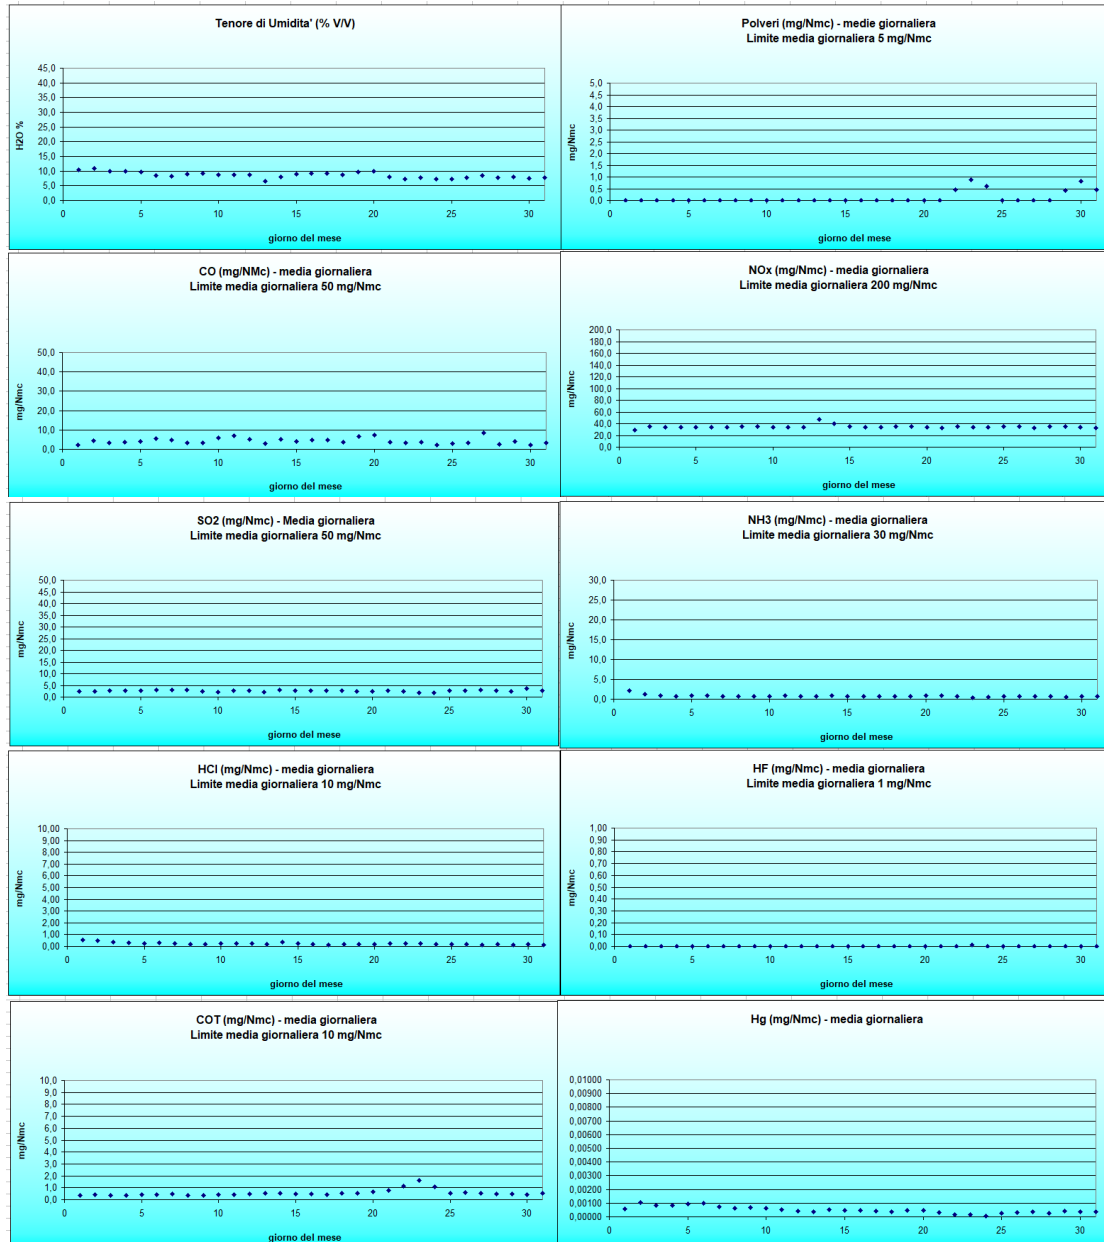 Tenore di Umidita' (% V/V)
45,0
40,0
35,0
30,0
25,0
20,0
15,0
10,0
5,0
0,0
H2O %
0 5 10 15 20 25 30
giorno del mese
Polveri (mg/Nmc) - medie giornaliera
Limite media giornaliera 5 mg/Nmc
5,0
4,5
4,0
3,5
3,0
2,5
2,0
1,5
1,0
0,5
0,0
mg/Nmc
0 5 10 15 20 25 30
giorno del mese
CO (mg/NMc) - media giornaliera
Limite media giornaliera 50 mg/Nmc
50,0
40,0
30,0
20,0
10,0
0,0
mg/Nmc
0 5 10 15 20 25 30
giorno del mese
NOx (mg/Nmc) - media giornaliera
Limite media giornaliera 200 mg/Nmc
200,0
180,0
160,0
140,0
120,0
100,0
80,0
60,0
40,0
20,0
0,0
mg/Nmc
0 5 10 15 20 25 30
giorno del mese
SO2 (mg/Nmc) - Media giornaliera
Limite media giornaliera 50 mg/Nmc
50,0
45,0
40,0
35,0
30,0
25,0
20,0
15,0
10,0
5,0
0,0
mg/Nmc
0 5 10 15 20 25 30
giorno del mese
NH3 (mg/Nmc) - media giornaliera
Limite media giornaliera 30 mg/Nmc
30,0
25,0
20,0
15,0
10,0
5,0
0,0
mg/Nmc
0 5 10 15 20 25 30
giorno del mese
HCl (mg/Nmc) - media giornaliera
Limite media giornaliera 10 mg/Nmc
10,00
9,00
8,00
7,00
6,00
5,00
4,00
3,00
2,00
1,00
0,00
mg/Nmc
0 5 10 15 20 25 30
giorno del mese
HF (mg/Nmc) - media giornaliera
Limite media giornaliera 1 mg/Nmc
1,00
0,90
0,80
0,70
0,60
0,50
0,40
0,30
0,20
0,10
0,00
mg/Nmc
0 5 10 15 20 25 30
giorno del mese
COT (mg/Nmc) - media giornaliera
Limite media giornaliera 10 mg/Nmc
10,0
9,0
8,0
7,0
6,0
5,0
4,0
3,0
2,0
1,0
0,0
mg/Nmc
0 5 10 15 20 25 30
giorno del mese
Hg (mg/Nmc) - media giornaliera
0,01000
0,00900
0,00800
0,00700
0,00600
0,00500
0,00400
0,00300
0,00200
0,00100
0,00000
mg/Nmc
0 5 10 15 20 25 30
giorno del mese